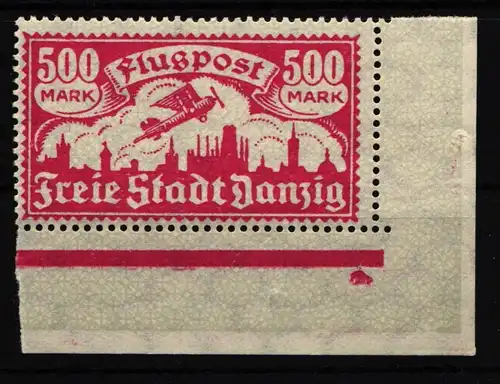 500 Flugpost 500
MARK MARK
Freie Stadt Danzig